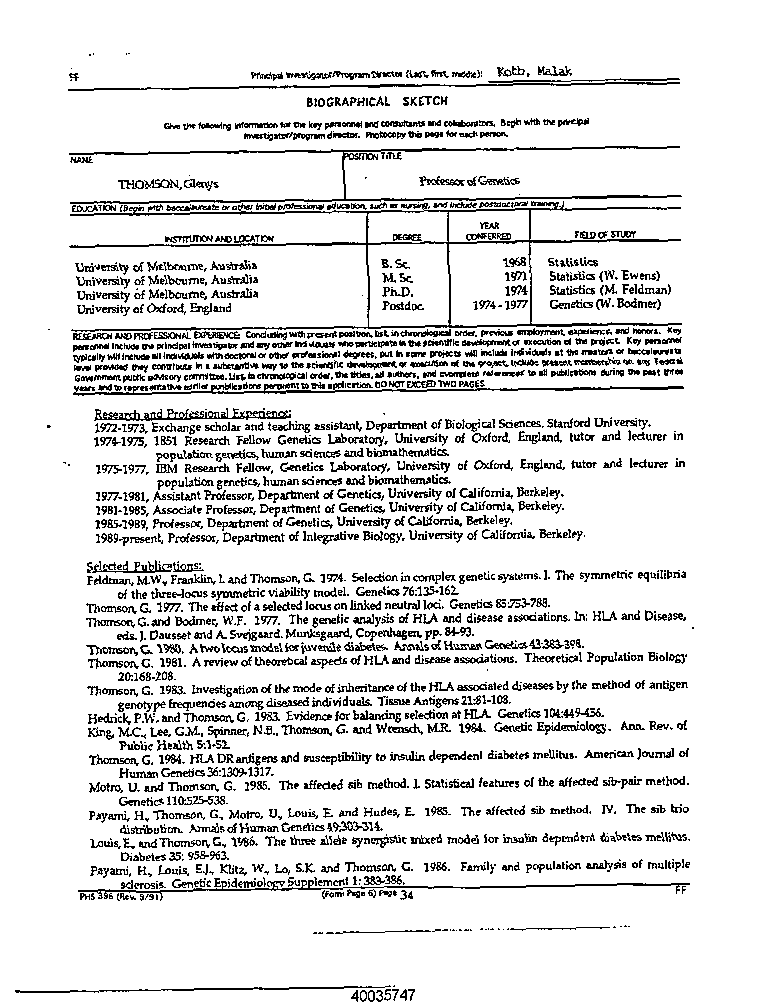 FF Principal Investigator/Program Director (Last, first, middle): Kotb, Malak
BIOGRAPHICAL SKETCH
Give the following information for the key personnel and consultants and collaborators. Begin with the principal
investigator/program director. Photocopy this page for each person.
NAME POSITION TITLE
THOMSON, Glenys Professor of Genetics
EDUCATION (Begin with baccalaureate or other initial professional education, such as nursing, and include postdoctoral training.)
INSTITUTION AND LOCATION DEGREE YEAR CONFERRED FIELD OF STUDY
University of Melbourne, Australia B. Sc. 1968 Statistics
University of Melbourne, Australia M. Sc. 1971 Statistics (W. Ewens)
University of Melbourne, Australia Ph.D. 1974 Statistics (M. Feldman)
University of Oxford, England Postdoc. 1974 - 1977 Genetics (W. Bodmer)
RESEARCH AND PROFESSIONAL EXPERIENCE: Concluding with present position, list, in chronological order, previous employment, experience, and honors. Key
personnel include the principal investigator and any other individuals who participate in the scientific development or execution of the project. Key personnel
typically will include all individuals with doctoral or other professional degrees, but in some projects will include individuals at the masters or baccalaureate
level provided they contribute in a substantive way to the scientific development or execution of the project. Include present membership on any Federal
Government public advisory committee. List, in chronological order, the titles, all authors, and complete references to all publications during the past three
years and to representative earlier publications pertinent to this application. DO NOT EXCEED TWO PAGES.
Research and Professional Experience:
1972-1973, Exchange scholar and teaching assistant, Department of Biological Sciences, Stanford University.
1974-1975, 1851 Research Fellow Genetics Laboratory, University of Oxford, England, tutor and lecturer in
population genetics, human sciences and biomathematics.
1975-1977, IBM Research Fellow, Genetics Laboratory, University of Oxford, England, tutor and lecturer in
population genetics, human sciences and biomathematics.
1977-1981, Assistant Professor, Department of Genetics, University of California, Berkeley.
1981-1985, Associate Professor, Department of Genetics, University of California, Berkeley.
1985-1989, Professor, Department of Genetics, University of California, Berkeley.
1989-present, Professor, Department of Integrative Biology, University of California, Berkeley.
Selected Publications:
Feldman, M.W., Franklin, I. and Thomson, G. 1974. Selection in complex genetic systems. I. The symmetric equilibria
of the three-locus symmetric viability model. Genetics 76:135-162.
Thomson, G. 1977. The effect of a selected locus on linked neutral loci. Genetics 85:753-788.
Thomson, G. and Bodmer, W.F. 1977. The genetic analysis of HLA and disease associations. In: HLA and Disease,
eds. J. Dausset and A. Svejgaard. Munksgaard, Copenhagen, pp. 84-93.
Thomson, G. 1980. A two locus model for juvenile diabetes. Annals of Human Genetics 43:383-398.
Thomson, G. 1981. A review of theoretical aspects of HLA and disease associations. Theoretical Population Biology
20:168-208.
Thomson, G. 1983. Investigation of the mode of inheritance of the HLA associated diseases by the method of antigen
genotype frequencies among diseased individuals. Tissue Antigens 21:81-108.
Hedrick, P.W. and Thomson, G. 1983. Evidence for balancing selection at HLA. Genetics 104:449-456.
King, M.C., Lee, G.M., Spinner, N.B., Thomson, G. and Wrensch, M.R. 1984. Genetic Epidemiology. Ann. Rev. of
Public Health 5:1-52.
Thomson, G. 1984. HLA DR antigens and susceptibility to insulin dependent diabetes mellitus. American Journal of
Human Genetics 36:1309-1317.
Motro, U. and Thomson, G. 1985. The affected sib method. I. Statistical features of the affected sib-pair method.
Genetics 110:525-538.
Payami, H., Thomson, G., Motro, U., Louis, E. and Hudes, E. 1985. The affected sib method. IV. The sib trio
distribution. Annals of Human Genetics 49:303-314.
Louis, E., and Thomson, G., 1986. The three allele synergistic mixed model for insulin dependent diabetes mellitus.
Diabetes 35: 958-963.
Payami, H., Louis, E.J., Klitz, W., Lo, S.K. and Thomson, G. 1986. Family and population analysis of multiple
sclerosis. Genetic Epidemiology Supplement 1: 383-386.
PHS 398 (Rev. 9/91) (Form Page 6) Page 34 FF
40035747